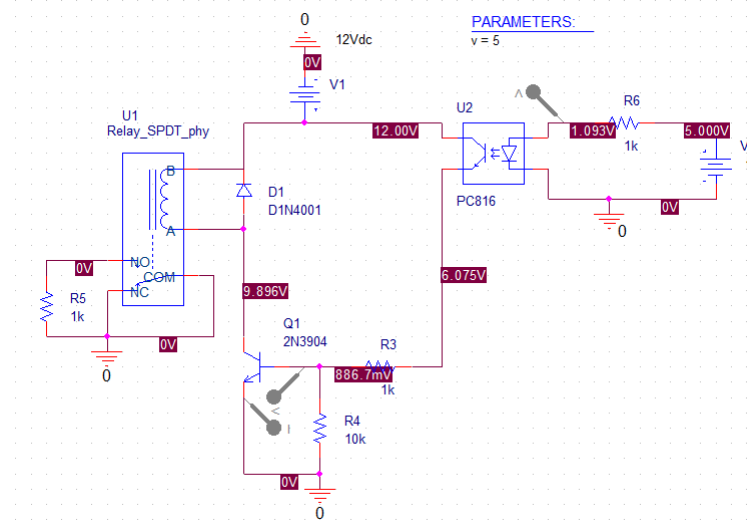 0
12Vdc
0V
V1
PARAMETERS:
v = 5
U1
Relay_SPDT_phy
12.00V
U2
R6
1.093V
5.000V
1k
V
B
D1
D1N4001
PC816
A
0V
0
NO
COM
NC
0V
R5
1k
0V
0
9.896V
6.075V
Q1
2N3904
R3
886.7mV
1k
V
I
R4
10k
0V
0